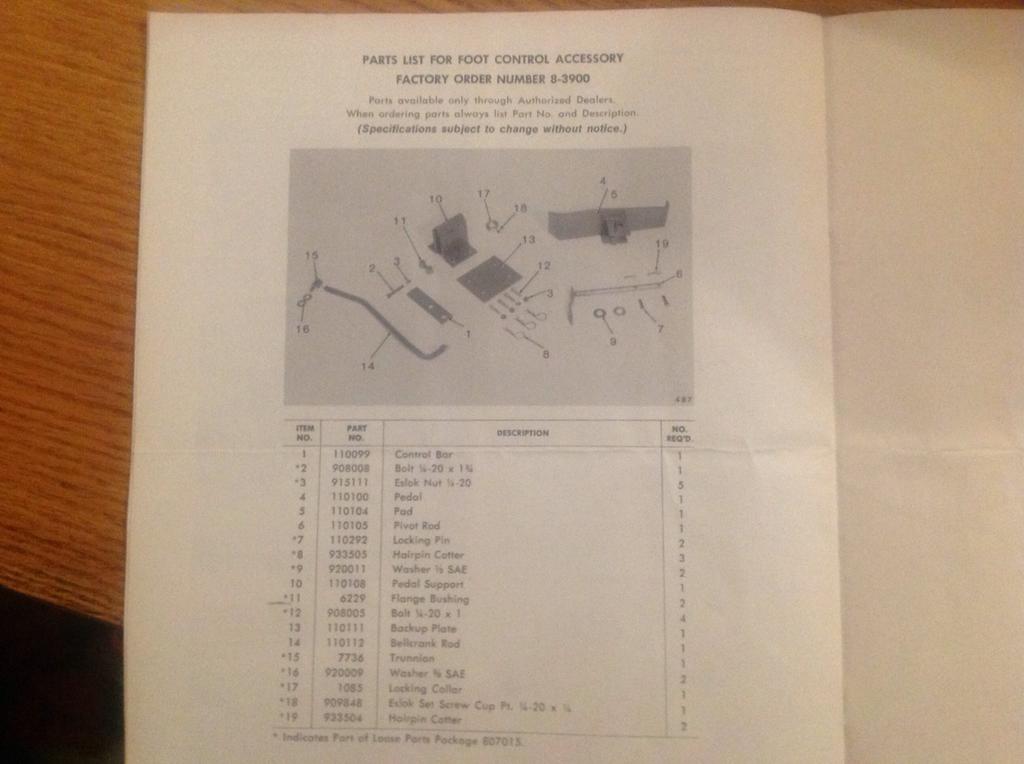 PARTS LIST FOR FOOT CONTROL ACCESSORY
FACTORY ORDER NUMBER 8-3900
Parts available only through Authorized Dealers.
When ordering parts always list Part No. and Description.
(Specifications subject to change without notice.)
4
17
10
5
18
11
13
19
15
3
2
12
6
3
16
1
7
9
8
14
487
ITEM NO. PART NO. DESCRIPTION NO. REQ'D.
1 110099 Control Bar 1
*2 908008 Bolt ¼-20 x 1¾ 1
*3 915111 Eslok Nut ¼-20 5
4 110100 Pedal 1
5 110104 Pad 1
6 110105 Pivot Rod 1
*7 110292 Locking Pin 2
*8 933505 Hairpin Cotter 3
*9 920011 Washer ½ SAE 2
10 110108 Pedal Support 1
*11 6229 Flange Bushing 2
*12 908005 Bolt ¼-20 x 1 4
13 110111 Backup Plate 1
14 110112 Bellcrank Rod 1
*15 7736 Trunnion 1
*16 920009 Washer ⅜ SAE 2
*17 1085 Locking Collar 1
*18 909848 Eslok Set Screw Cup Pt. ¼-20 x ¼ 1
*19 933504 Hairpin Cotter 2
* Indicates Part of Loose Parts Package 807015.